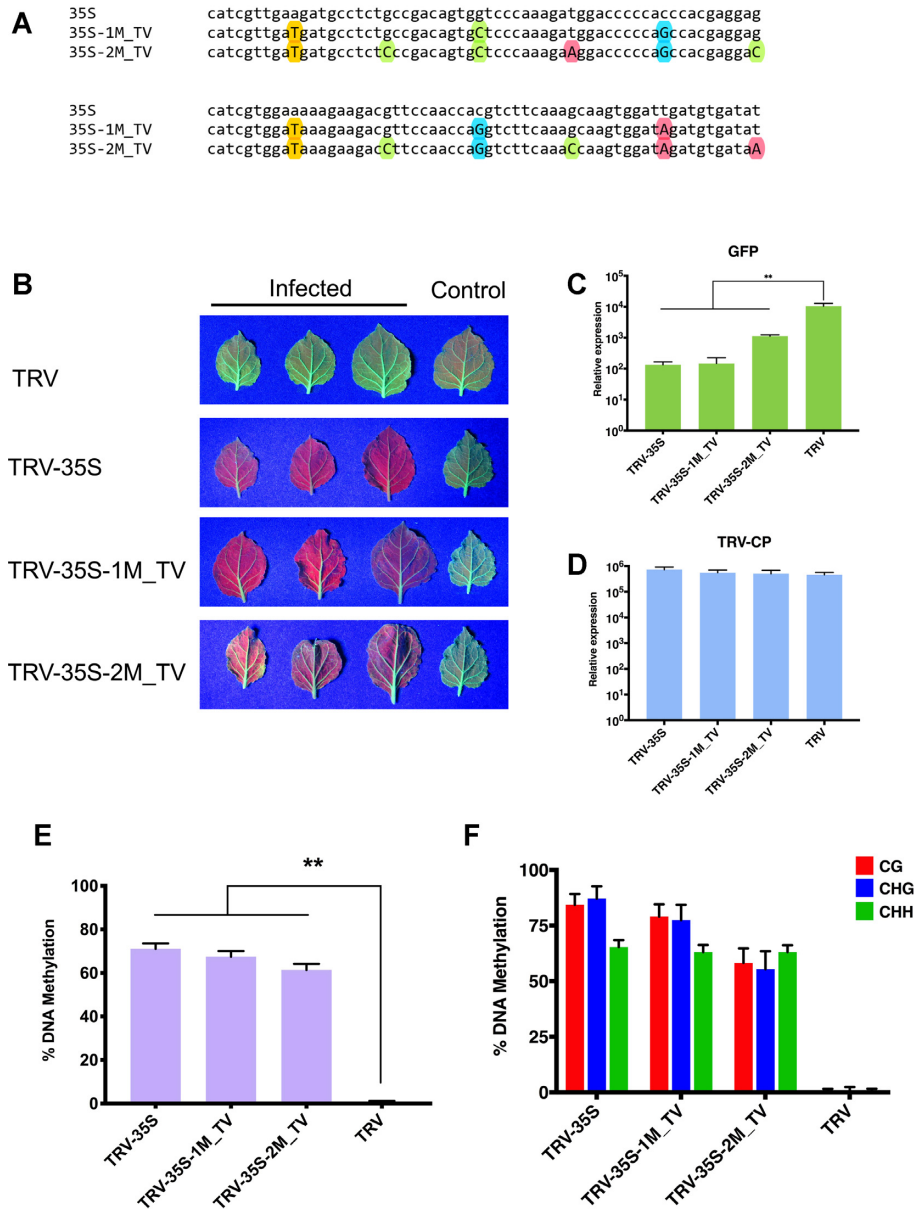 A
35S catcgttgaagatgcctctgccgacagtggtcccaaagatggacccccacccacgaggag
35S-1M_TV catcgttgaTgatgcctctgccgacagtgCtcccaaagatggacccccaGccacgaggag
35S-2M_TV catcgttgaTgatgcctctCccgacagtgCtcccaaagaAggacccccaGccacgaggaC
35S catcgtggaaaaagaagacgttccaaccacgtcttcaaagcaagtggattgatgtgatat
35S-1M_TV catcgtggaTaaagaagacgttccaaccaGgtcttcaaagcaagtggatAgatgtgatat
35S-2M_TV catcgtggaTaaagaagacCttccaaccaGgtcttcaaaCcaagtggatAgatgtgataA
B
Infected Control
TRV
TRV-35S
TRV-35S-1M_TV
TRV-35S-2M_TV
C
GFP
**
Relative expression
10^5
10^4
10^3
10^2
10^1
10^0
TRV-35S
TRV-35S-1M_TV
TRV-35S-2M_TV
TRV
D
TRV-CP
Relative expression
10^6
10^5
10^4
10^3
10^2
10^1
10^0
TRV-35S
TRV-35S-1M_TV
TRV-35S-2M_TV
TRV
E
**
% DNA Methylation
100
80
60
40
20
0
TRV-35S
TRV-35S-1M_TV
TRV-35S-2M_TV
TRV
F
CG
CHG
CHH
% DNA Methylation
100
75
50
25
0
TRV-35S
TRV-35S-1M_TV
TRV-35S-2M_TV
TRV